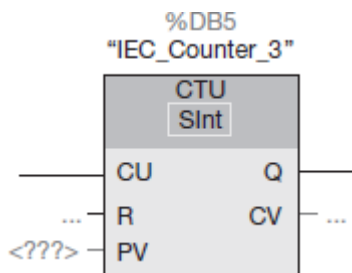 %DB5
“IEC_Counter_3”
CTU
SInt
CU Q
... R CV ...
<???> PV